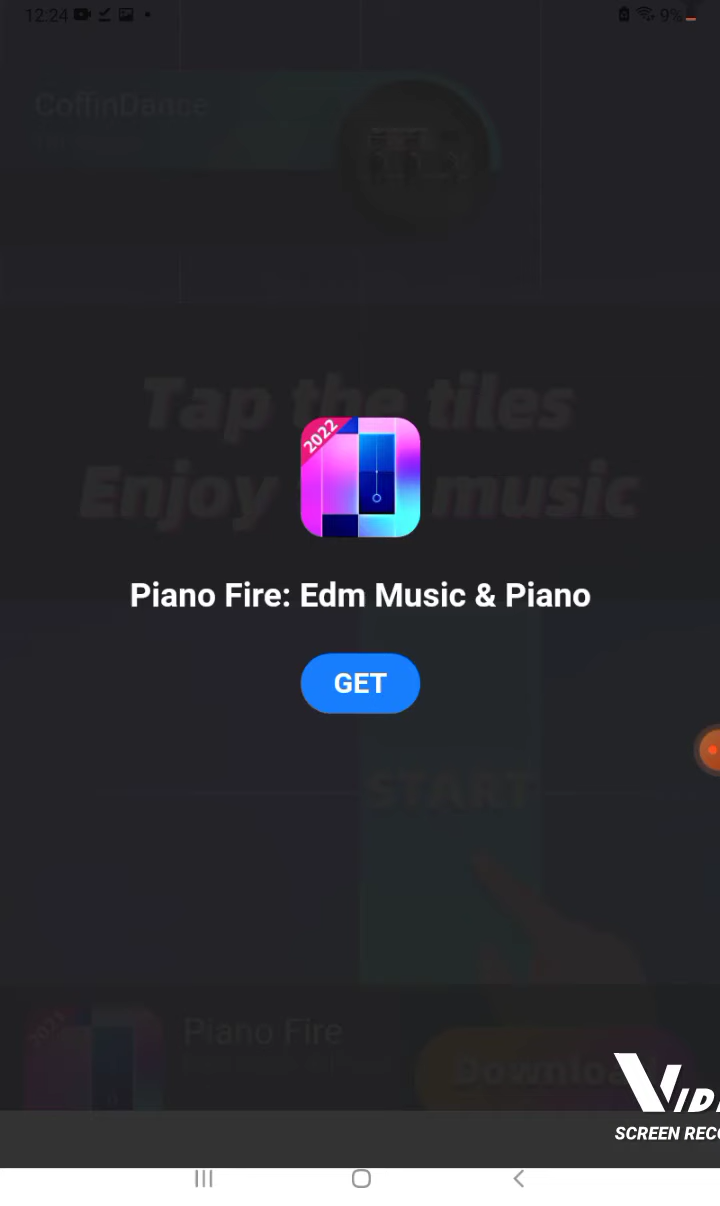 12:24
9%
CoffinDance
Tap the tiles
Enjoy music
2022
Piano Fire: Edm Music & Piano
GET
START
2021
Piano Fire
Download
SCREEN REC